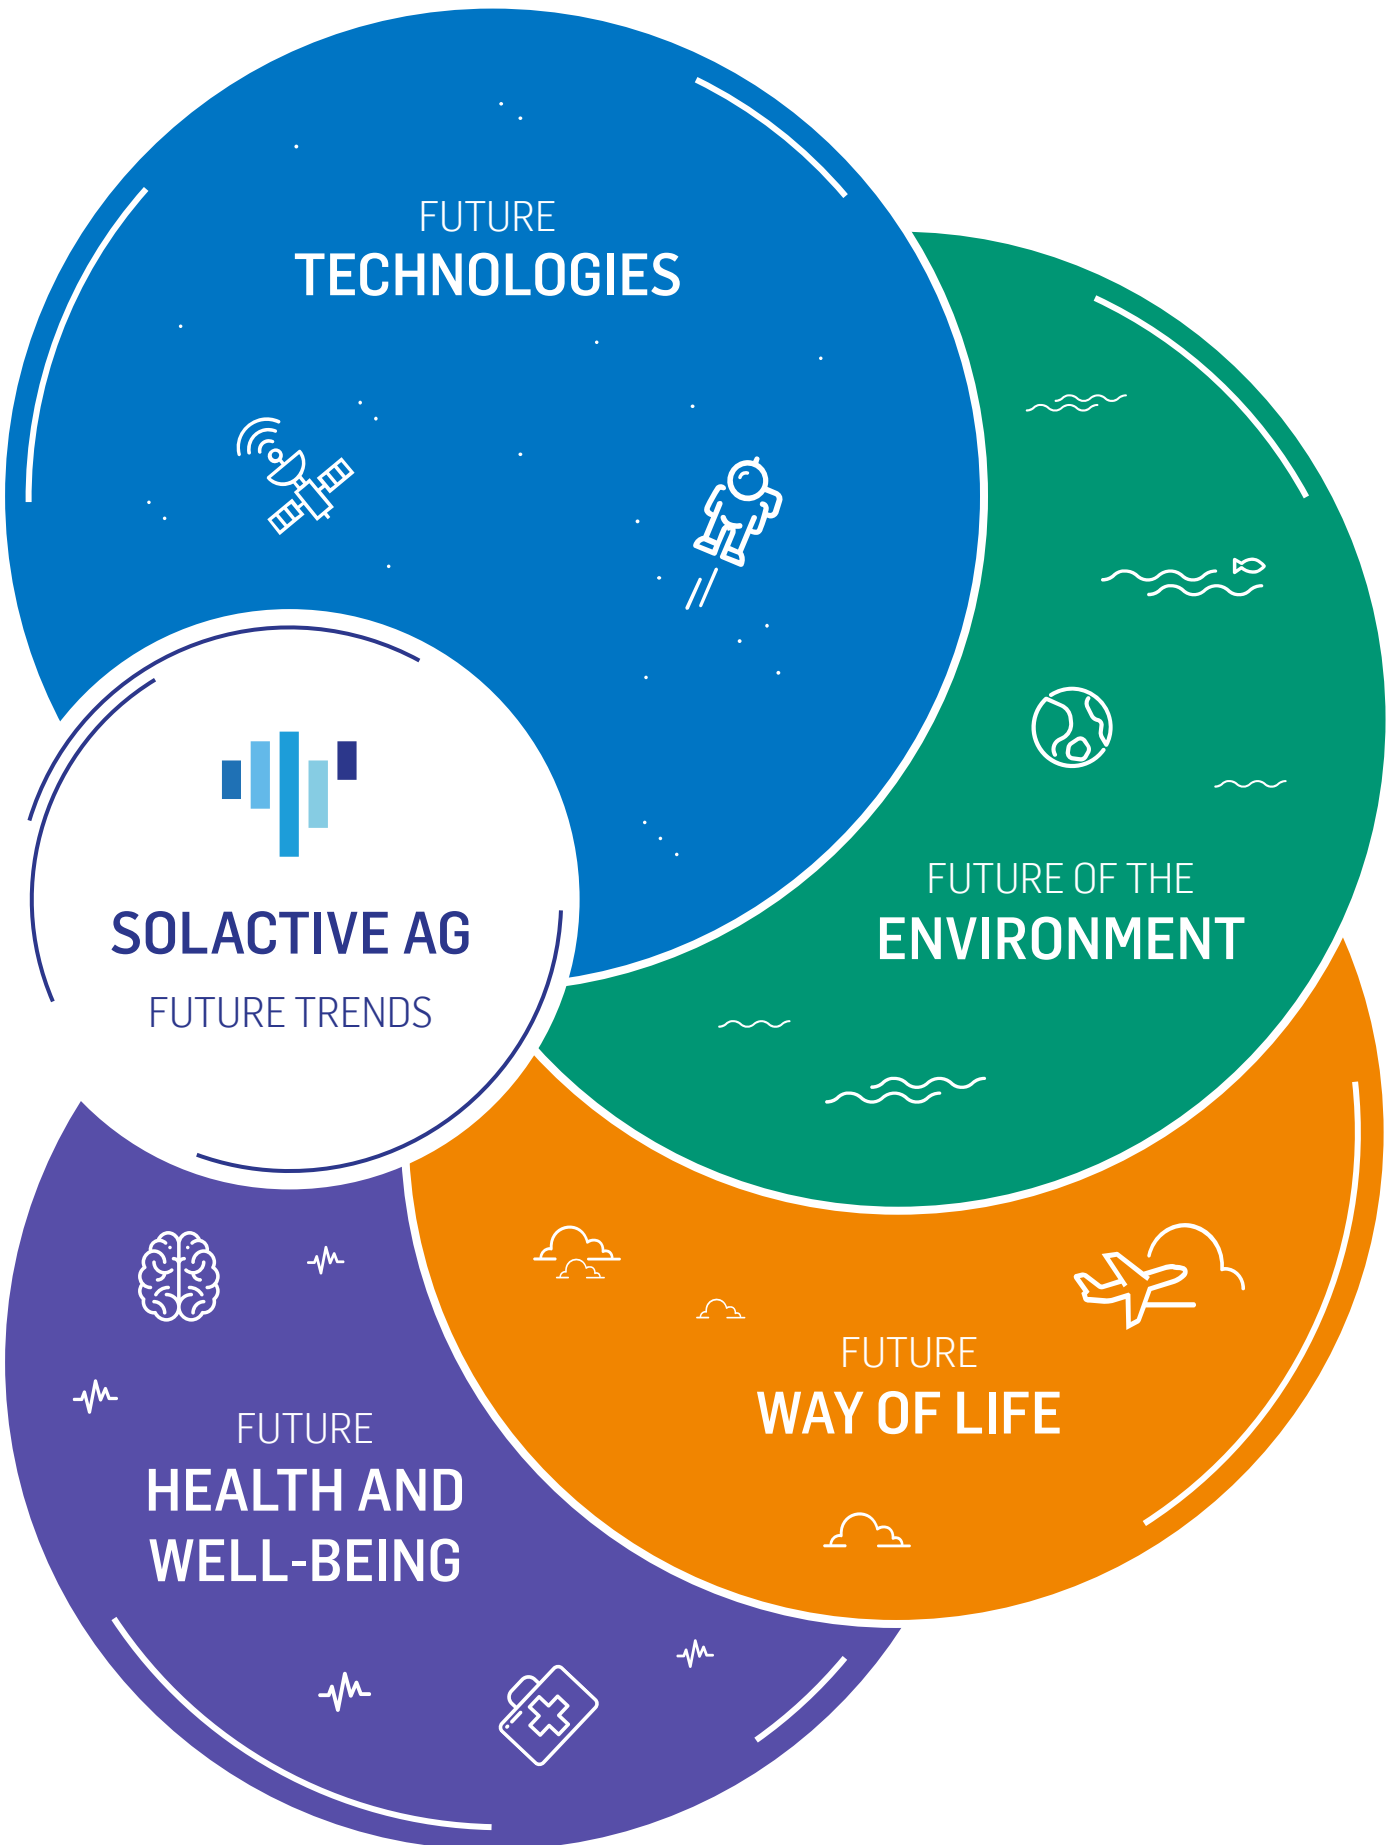 FUTURE
TECHNOLOGIES
SOLACTIVE AG
FUTURE TRENDS
FUTURE OF THE
ENVIRONMENT
FUTURE
WAY OF LIFE
FUTURE
HEALTH AND
WELL-BEING